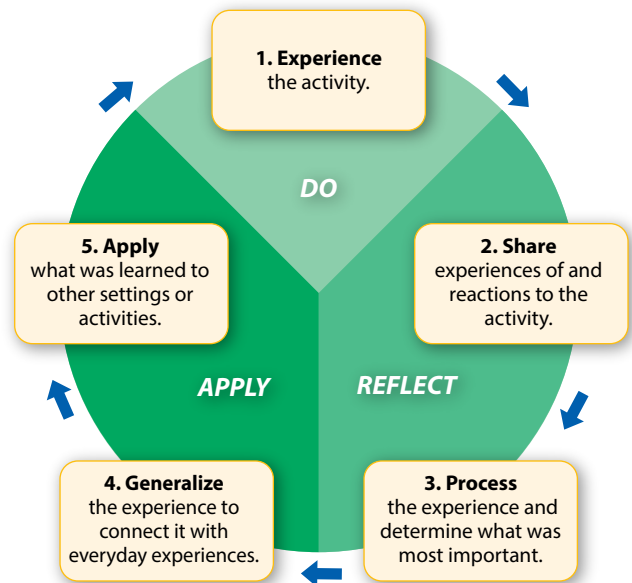 1. Experience
the activity.
DO
2. Share
experiences of and
reactions to the
activity.
REFLECT
3. Process
the experience and
determine what was
most important.
4. Generalize
the experience to
connect it with
everyday experiences.
APPLY
5. Apply
what was learned to
other settings or
activities.